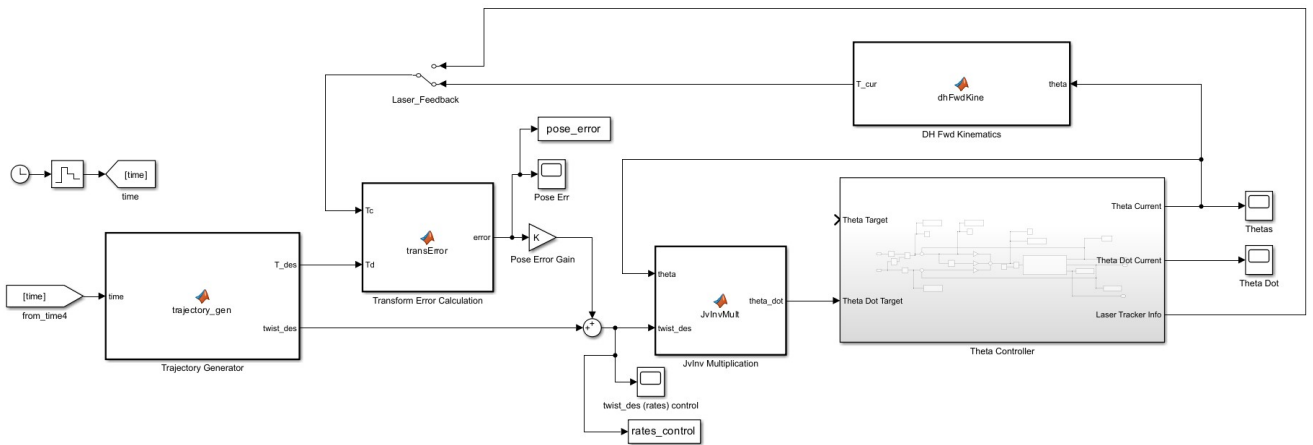 Laser_Feedback
T_cur
dhFwdKine
theta
DH Fwd Kinematics
pose_error
Pose Err
[time]
time
Tc
transError
error
Td
Transform Error Calculation
K
Pose Error Gain
[time]
from_time4
time
T_des
trajectory_gen
twist_des
Trajectory Generator
++
theta
JvInvMult
theta_dot
twist_des
JvInv Multiplication
twist_des (rates) control
rates_control
Theta Target
Theta Current
Theta Dot Target
Theta Dot Current
Laser Tracker Info
Theta Controller
Thetas
Theta Dot